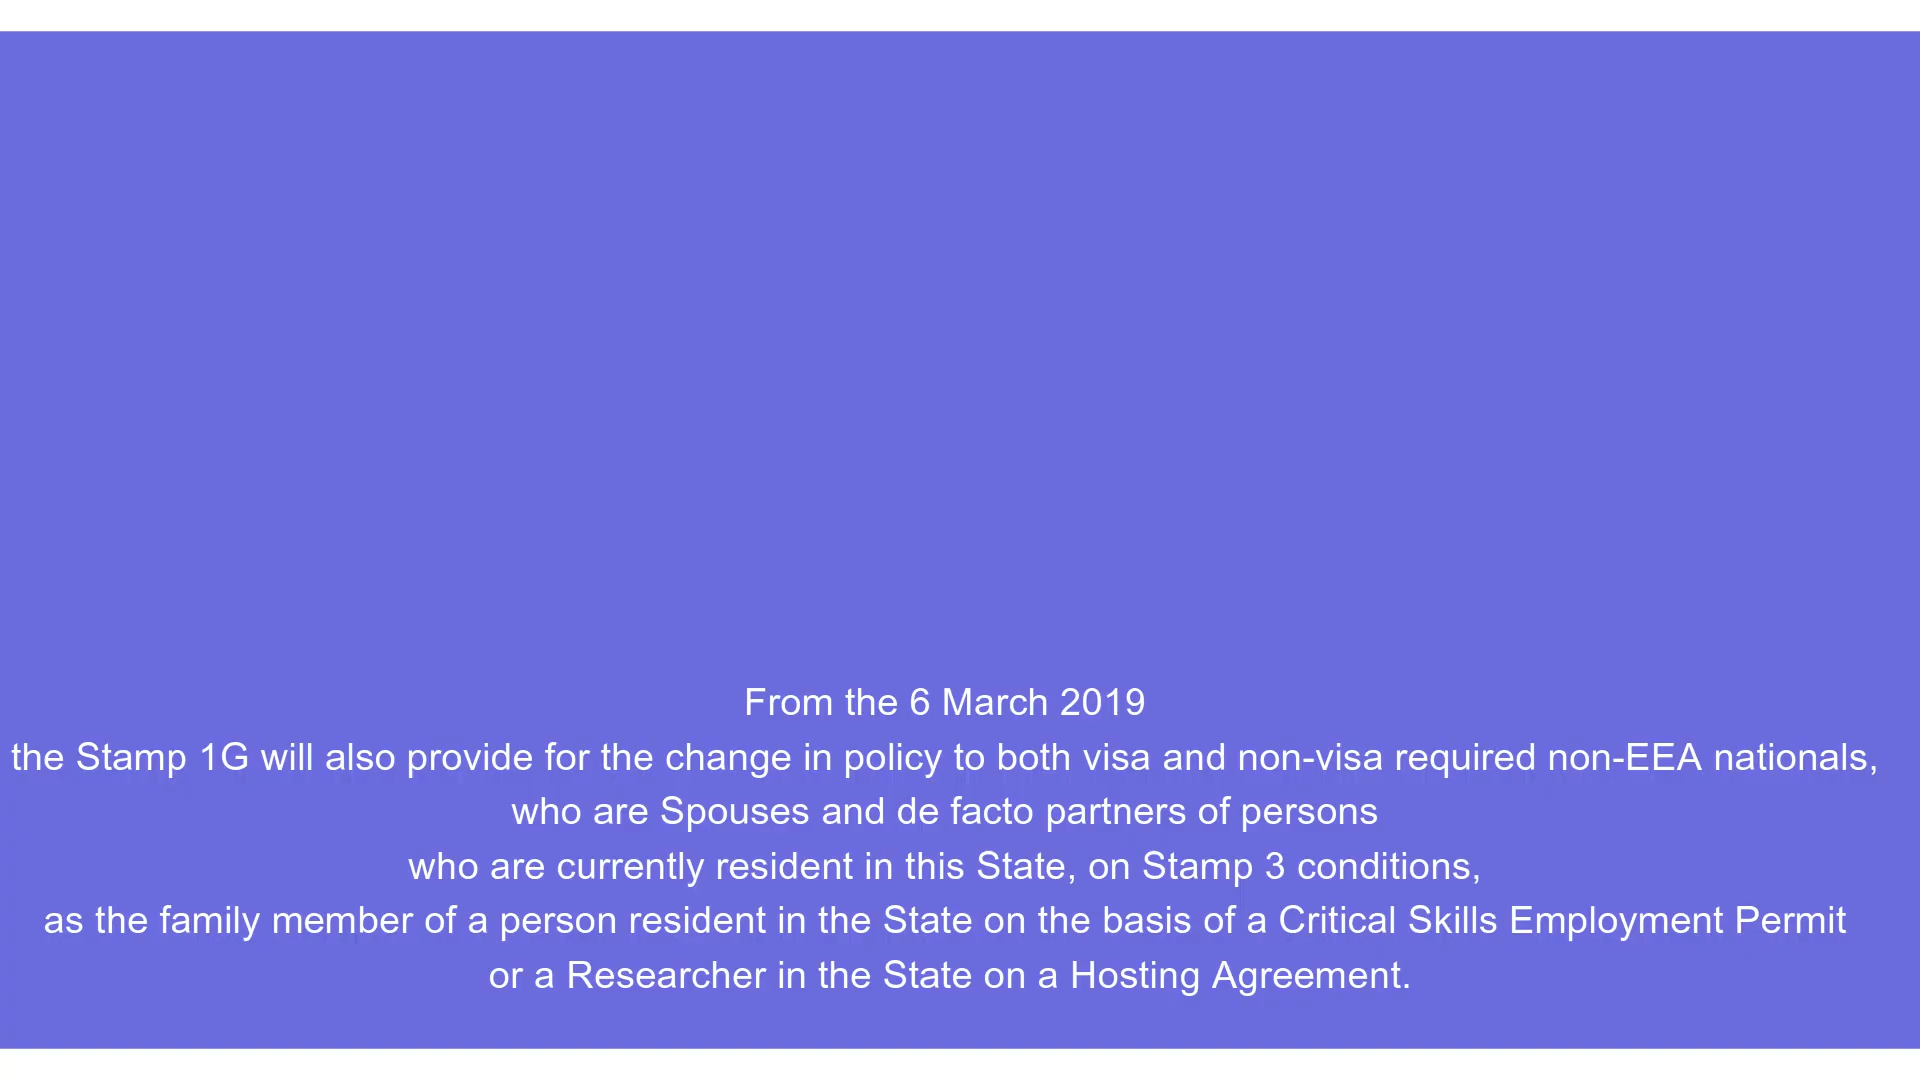 From the 6 March 2019
the Stamp 1G will also provide for the change in policy to both visa and non-visa required non-EEA nationals,
who are Spouses and de facto partners of persons
who are currently resident in this State, on Stamp 3 conditions,
as the family member of a person resident in the State on the basis of a Critical Skills Employment Permit
or a Researcher in the State on a Hosting Agreement.